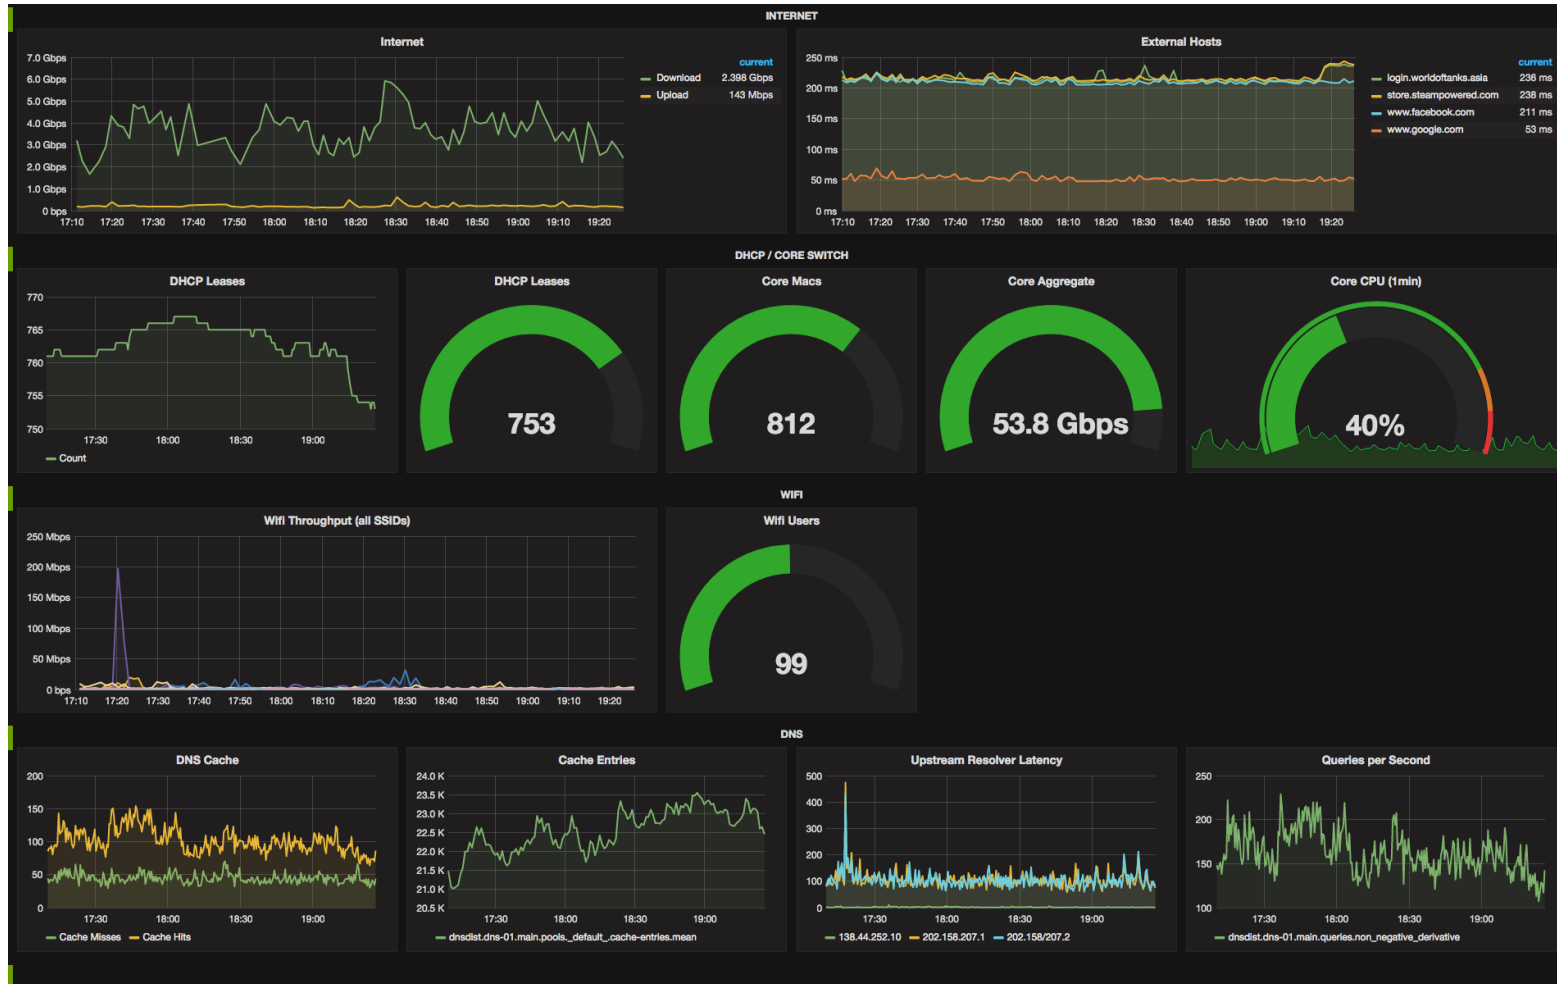 INTERNET
Internet
7.0 Gbps
6.0 Gbps
5.0 Gbps
4.0 Gbps
3.0 Gbps
2.0 Gbps
1.0 Gbps
0 bps
17:10 17:20 17:30 17:40 17:50 18:00 18:10 18:20 18:30 18:40 18:50 19:00 19:10 19:20
current
Download 2.398 Gbps
Upload 143 Mbps
External Hosts
250 ms
200 ms
150 ms
100 ms
50 ms
0 ms
17:10 17:20 17:30 17:40 17:50 18:00 18:10 18:20 18:30 18:40 18:50 19:00 19:10 19:20
current
login.worldoftanks.asia 236 ms
store.steampowered.com 238 ms
www.facebook.com 211 ms
www.google.com 53 ms
DHCP / CORE SWITCH
DHCP Leases
770
765
760
755
750
17:30 18:00 18:30 19:00
Count
DHCP Leases
753
Core Macs
812
Core Aggregate
53.8 Gbps
Core CPU (1min)
40%
WIFI
Wifi Throughput (all SSIDs)
250 Mbps
200 Mbps
150 Mbps
100 Mbps
50 Mbps
0 bps
17:10 17:20 17:30 17:40 17:50 18:00 18:10 18:20 18:30 18:40 18:50 19:00 19:10 19:20
Wifi Users
99
DNS
DNS Cache
200
150
100
50
0
17:30 18:00 18:30 19:00
Cache Misses Cache Hits
Cache Entries
24.0 K
23.5 K
23.0 K
22.5 K
22.0 K
21.5 K
21.0 K
20.5 K
17:30 18:00 18:30 19:00
dnsdist.dns-01.main.pools._default_.cache-entries.mean
Upstream Resolver Latency
500
400
300
200
100
0
17:30 18:00 18:30 19:00
138.44.252.10 202.158.207.1 202.158/207.2
Queries per Second
250
200
150
100
17:30 18:00 18:30 19:00
dnsdist.dns-01.main.queries.non_negative_derivative